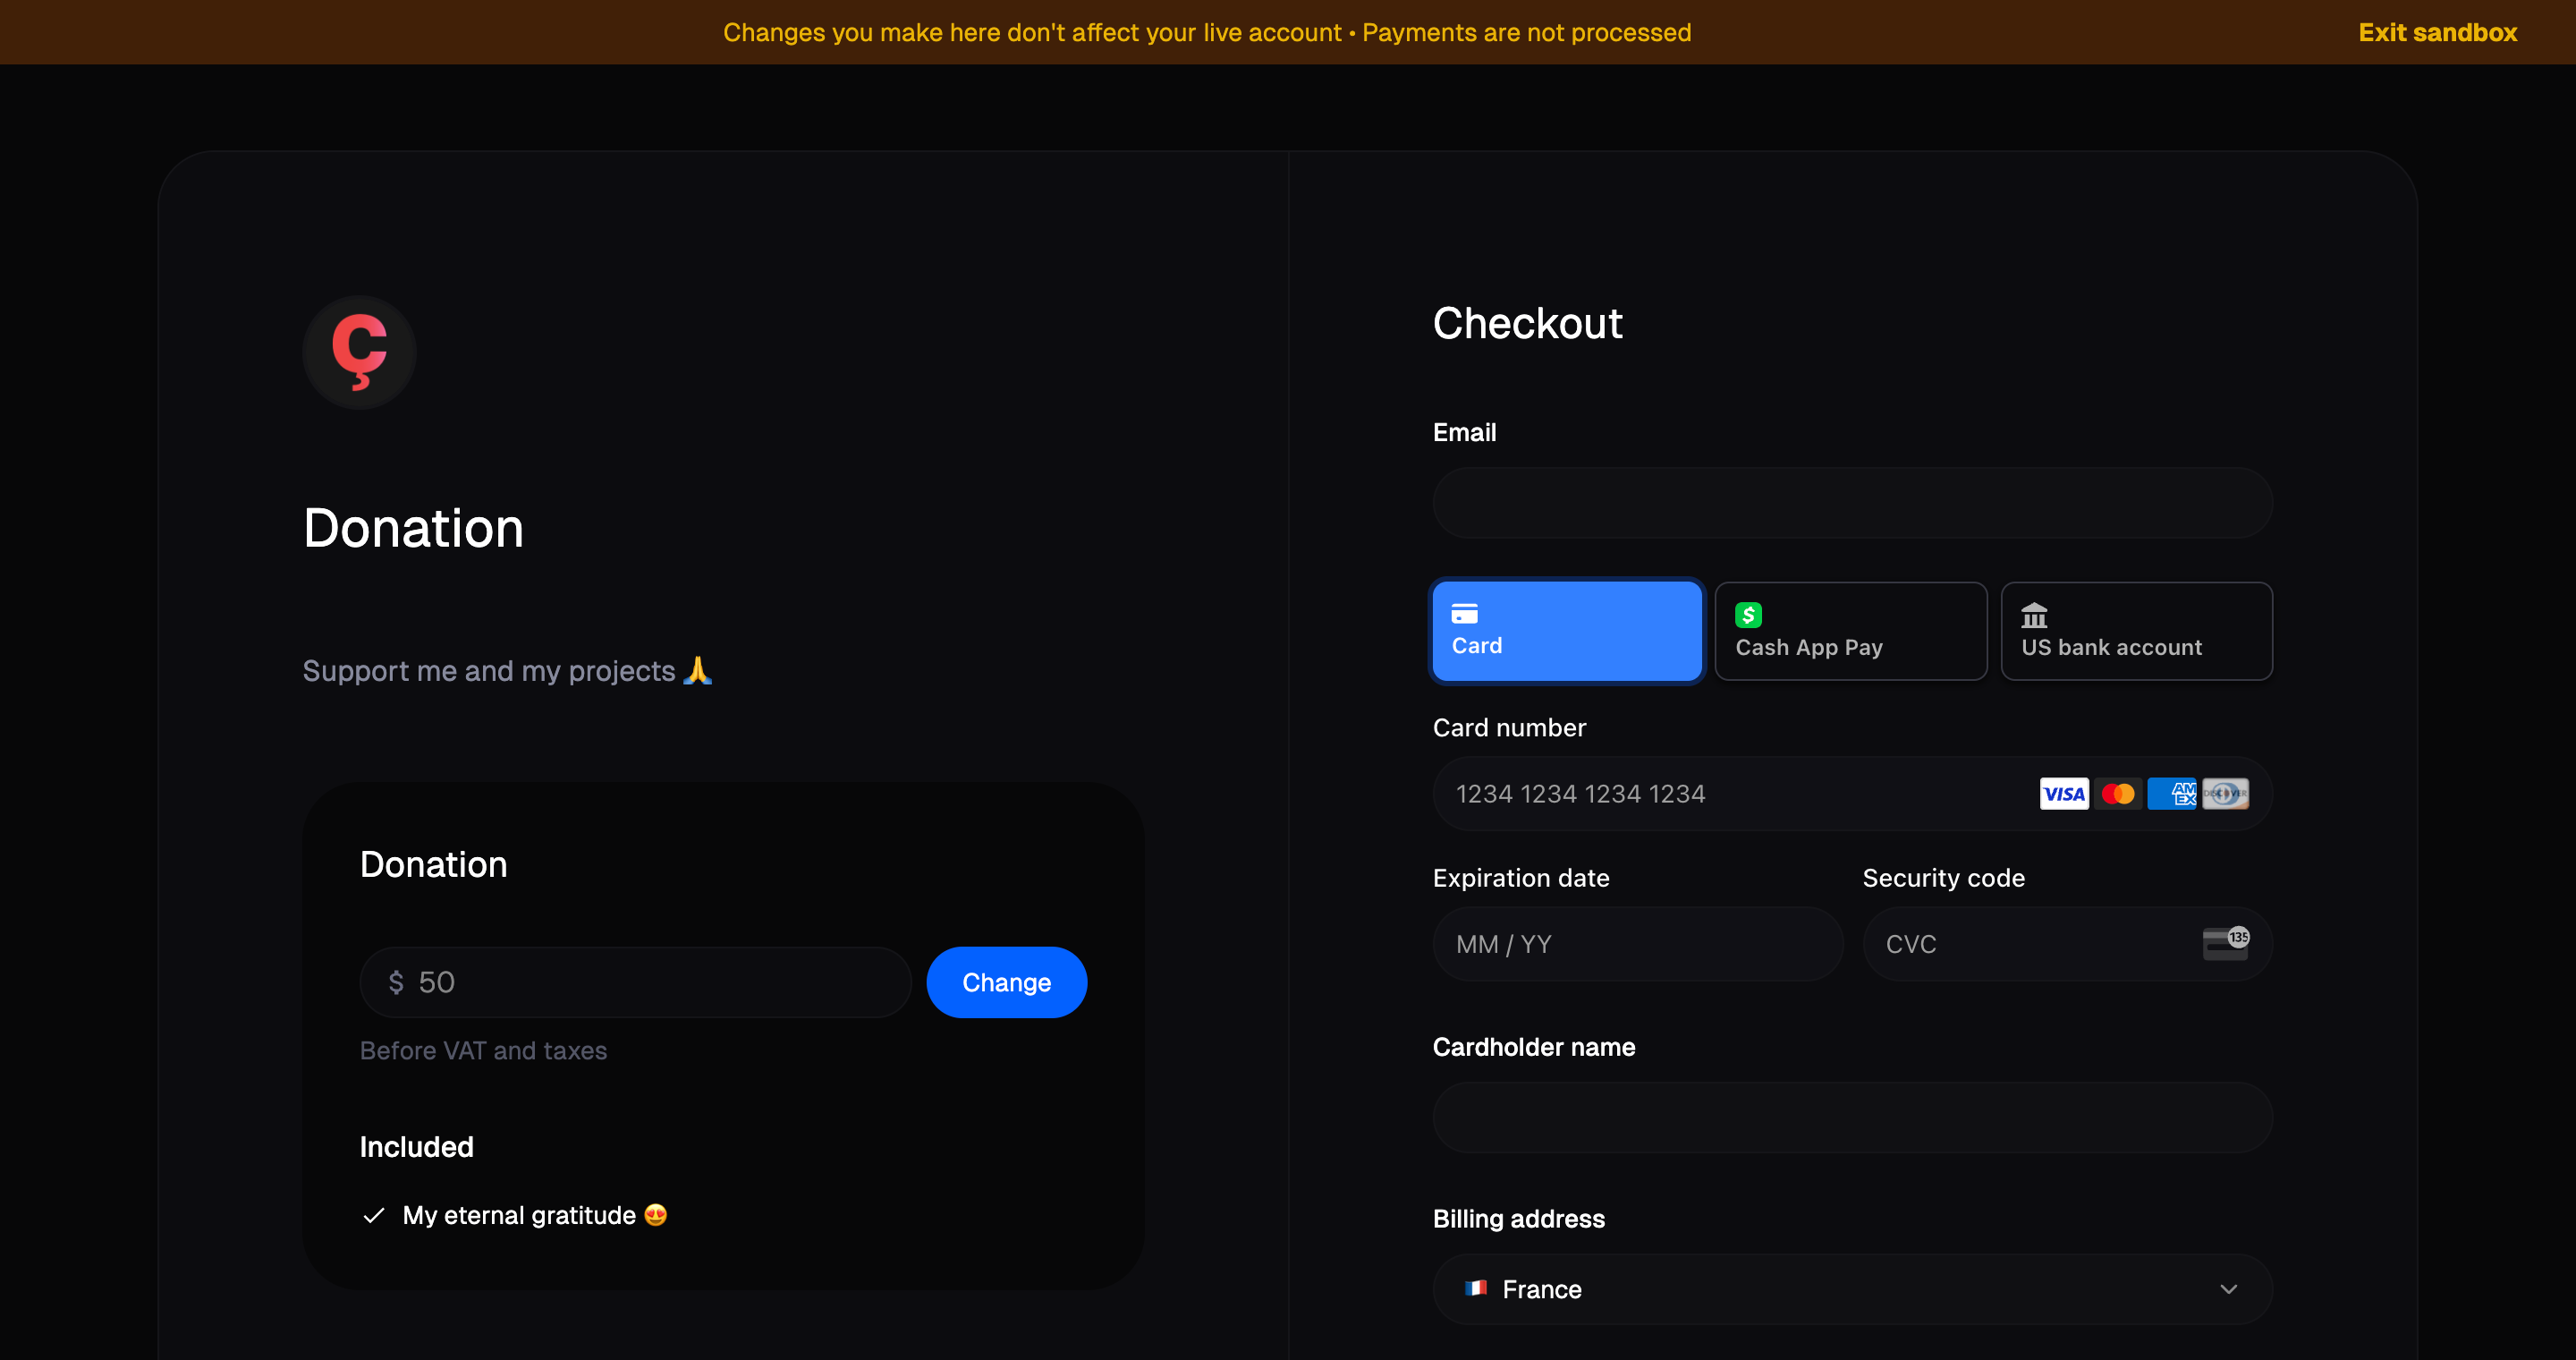 Changes you make here don't affect your live account • Payments are not processed
Exit sandbox
Ç
Donation
Support me and my projects 🙏
Donation
$ 50
Change
Before VAT and taxes
Included
My eternal gratitude 😍
Checkout
Email
Card
Cash App Pay
US bank account
Card number
1234 1234 1234 1234
VISA
AMEX
DISCOVER
Expiration date
Security code
MM / YY
CVC
135
Cardholder name
Billing address
France